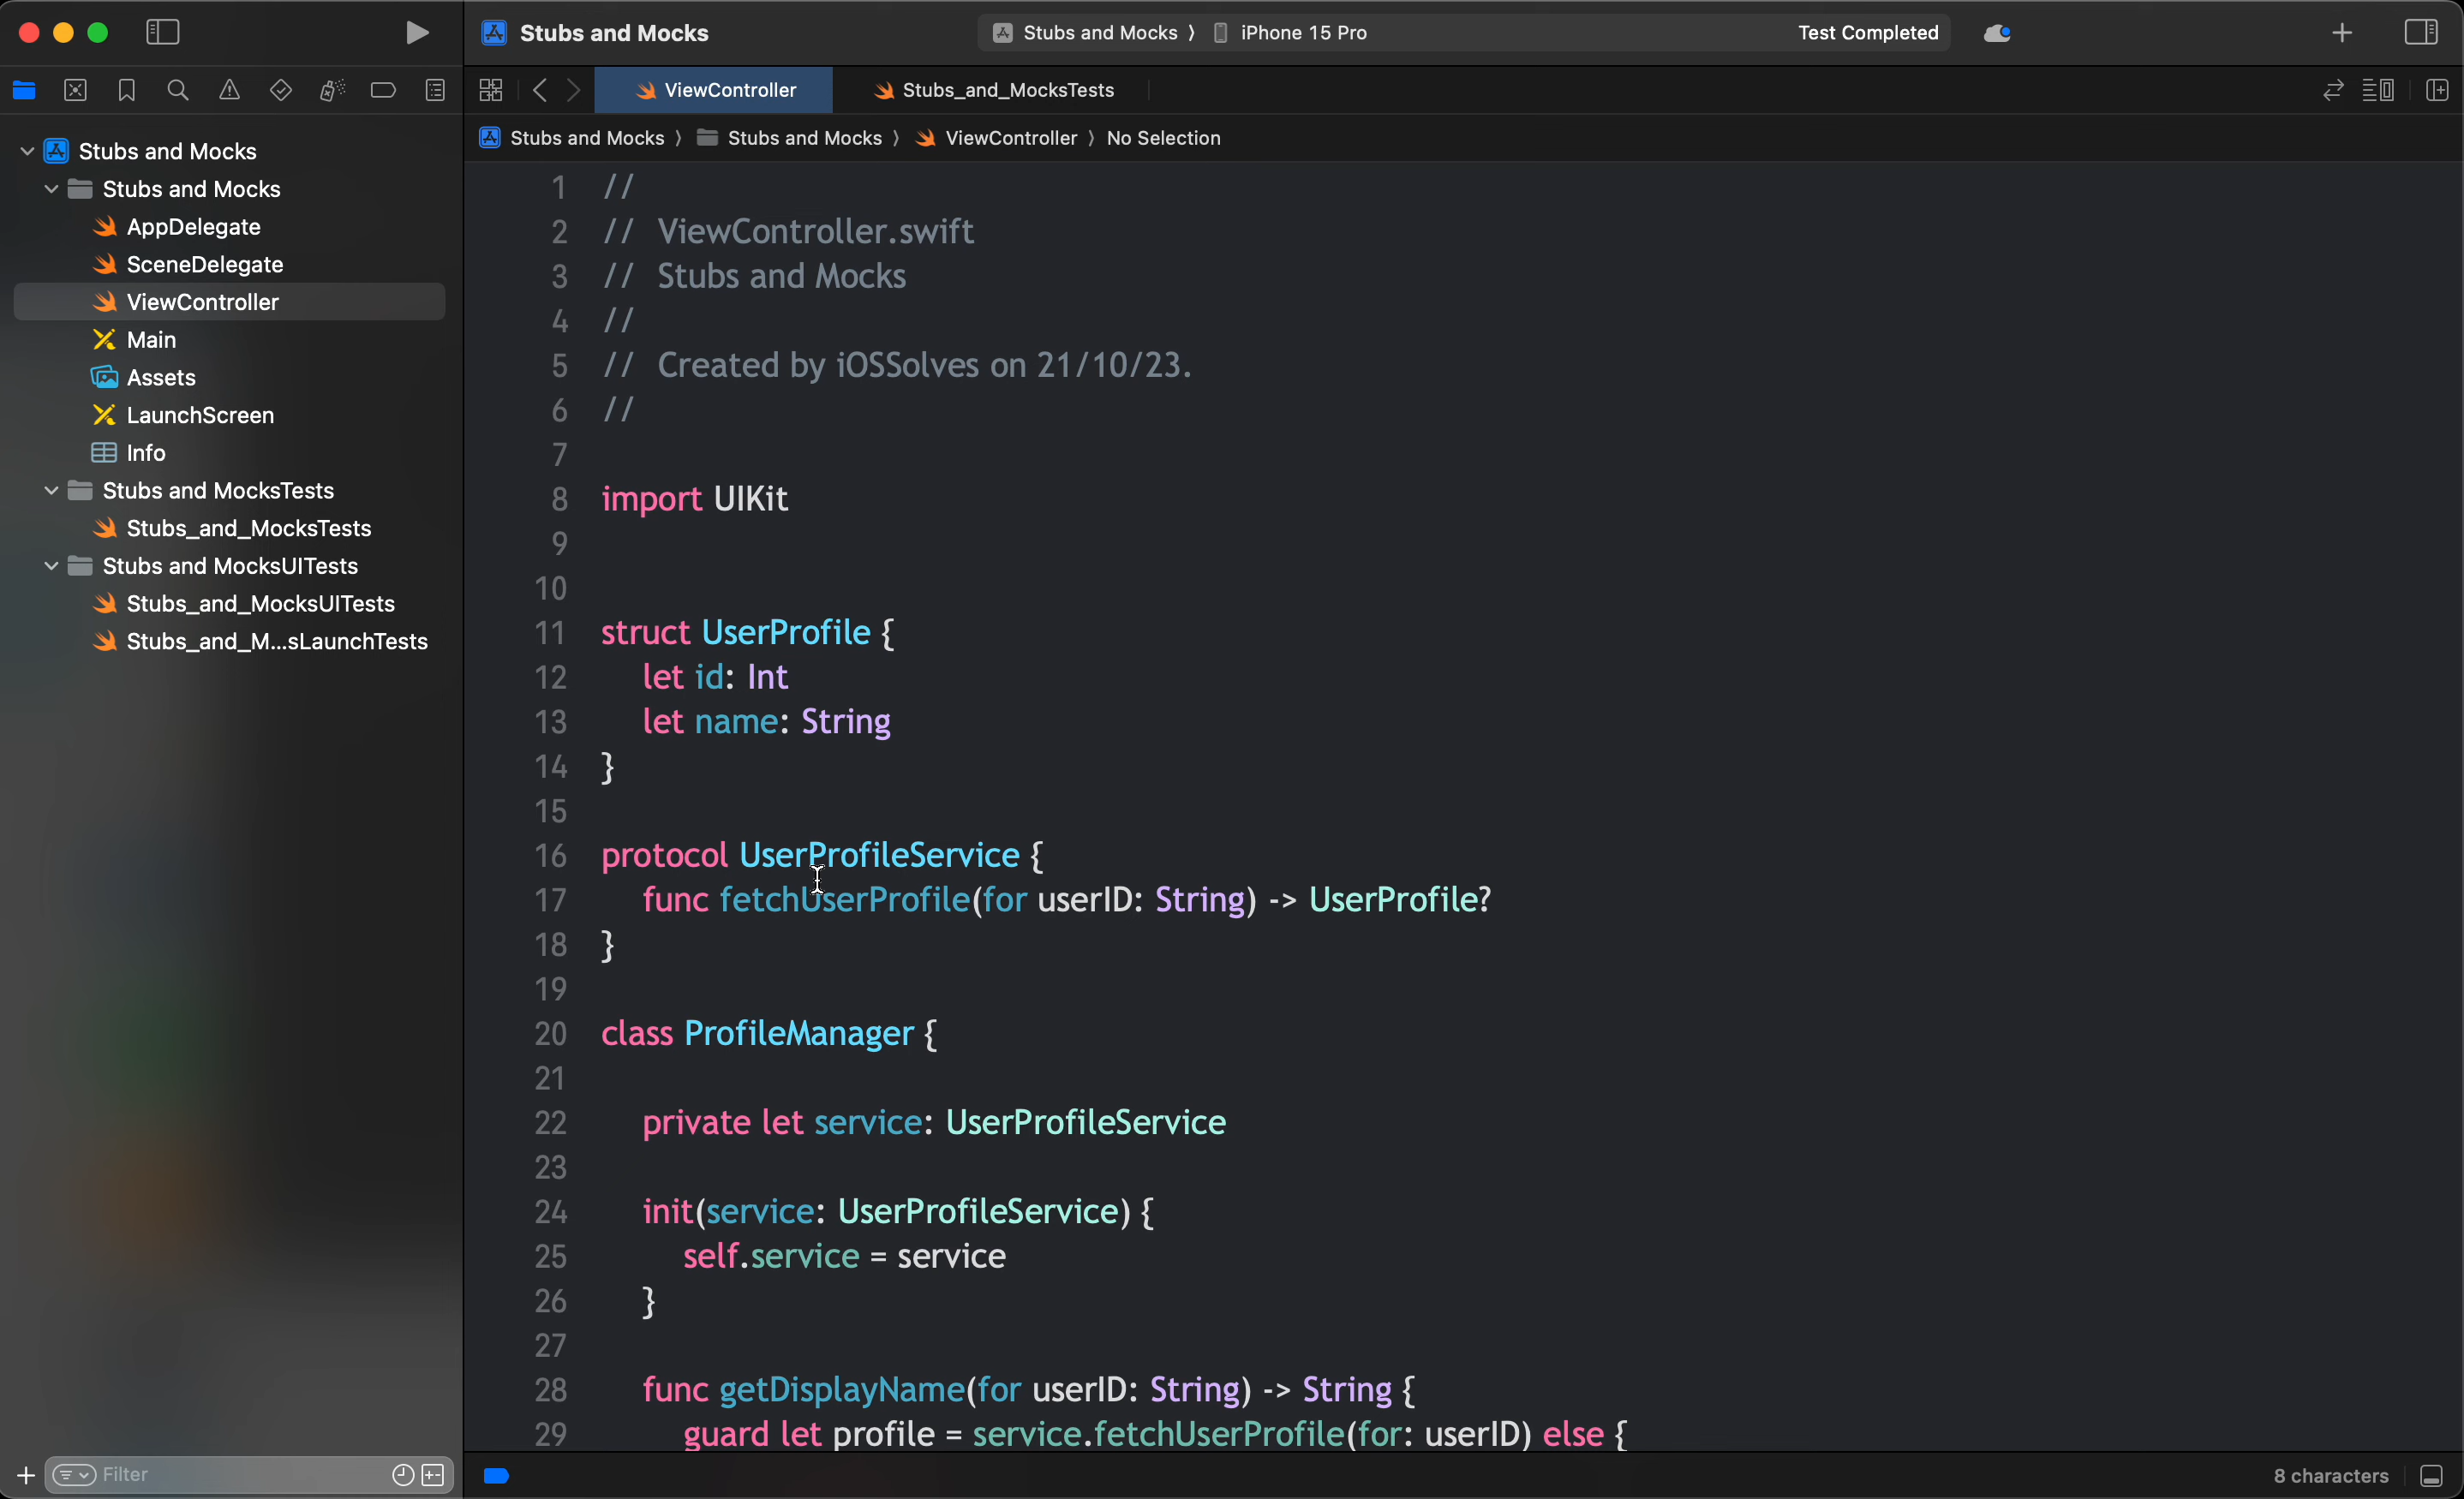 Stubs and Mocks
Stubs and Mocks
iPhone 15 Pro
Test Completed
ViewController
Stubs_and_MocksTests
Stubs and Mocks
Stubs and Mocks
ViewController
No Selection
Stubs and Mocks
Stubs and Mocks
AppDelegate
SceneDelegate
ViewController
Main
Assets
LaunchScreen
Info
Stubs and MocksTests
Stubs_and_MocksTests
Stubs and MocksUITests
Stubs_and_MocksUITests
Stubs_and_M...sLaunchTests
Filter
1 //
2 // ViewController.swift
3 // Stubs and Mocks
4 //
5 // Created by iOSSolves on 21/10/23.
6 //
7
8 import UIKit
9
10
11 struct UserProfile {
12 let id: Int
13 let name: String
14 }
15
16 protocol UserProfileService {
17 func fetchUserProfile(for userID: String) -> UserProfile?
18 }
19
20 class ProfileManager {
21
22 private let service: UserProfileService
23
24 init(service: UserProfileService) {
25 self.service = service
26 }
27
28 func getDisplayName(for userID: String) -> String {
29 guard let profile = service.fetchUserProfile(for: userID) else {
8 characters